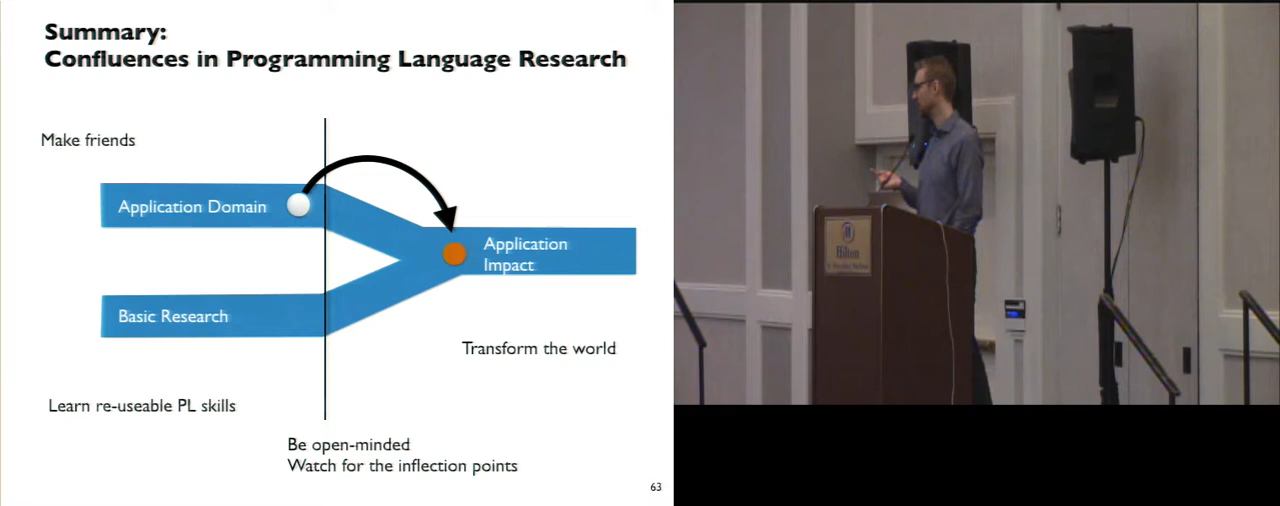 Summary:
Confluences in Programming Language Research
Make friends
Application Domain
Application
Impact
Basic Research
Transform the world
Learn re-useable PL skills
Be open-minded
Watch for the inflection points
63
Hilton